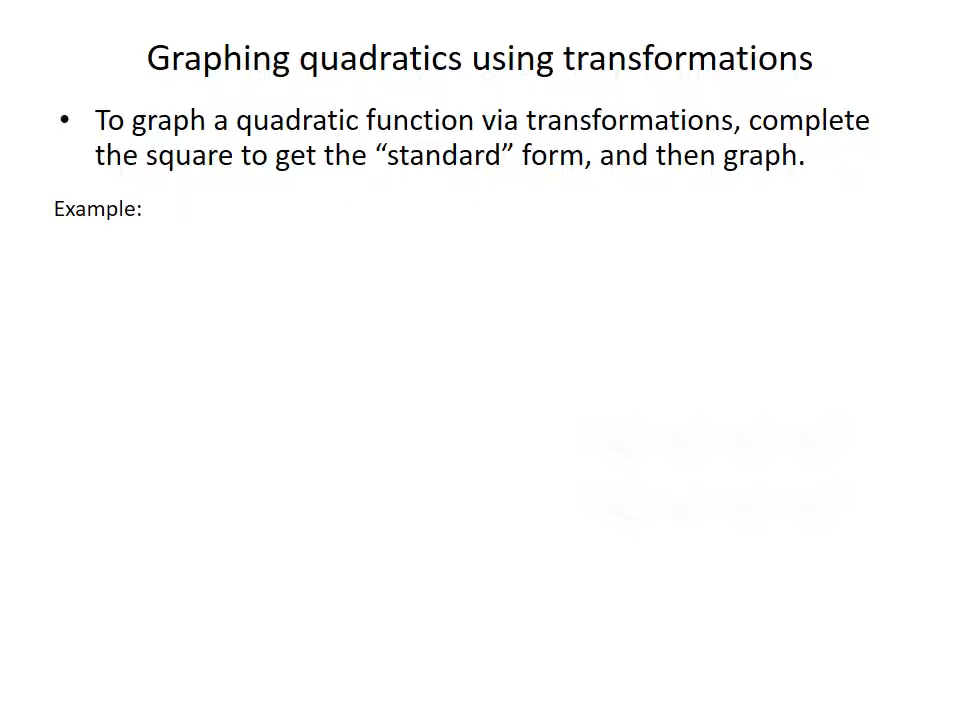 Graphing quadratics using transformations
• To graph a quadratic function via transformations, complete
the square to get the “standard” form, and then graph.
Example: